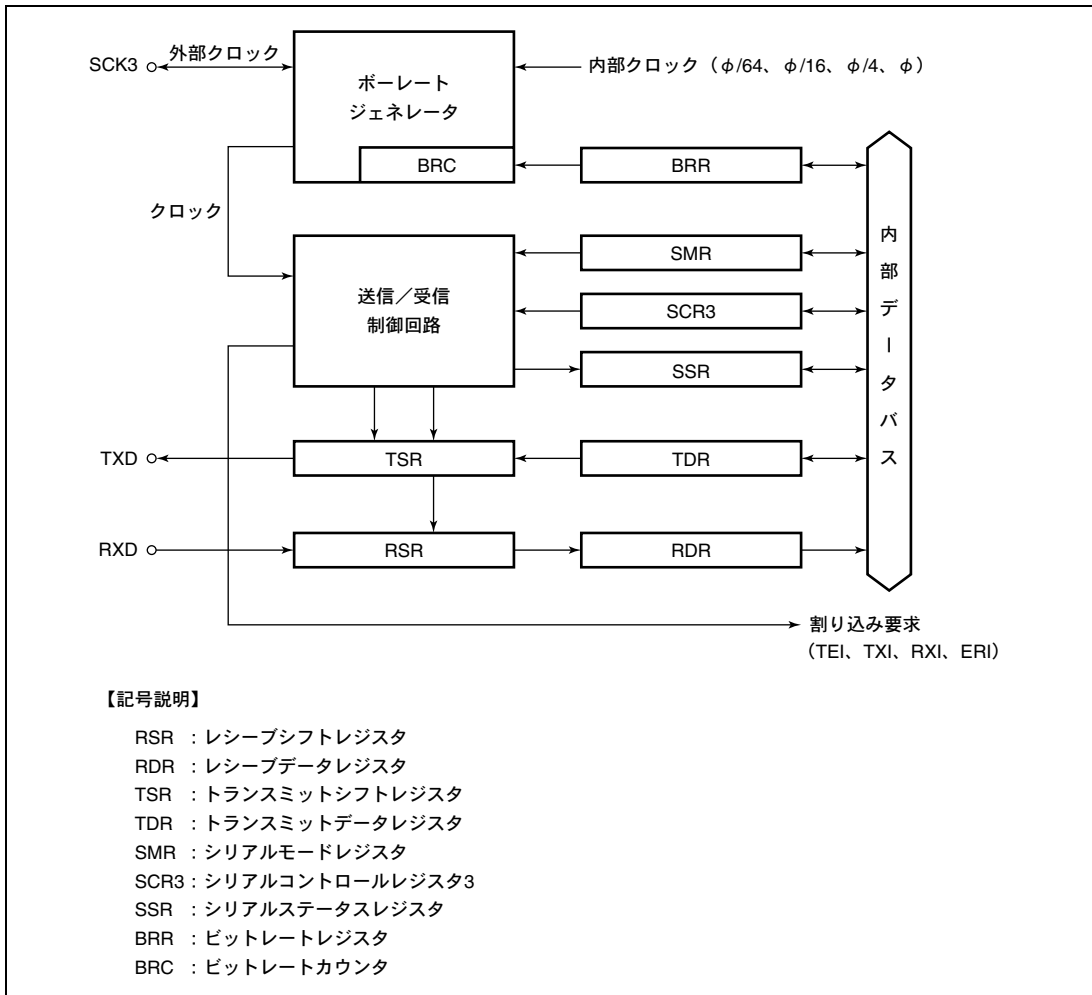 SCK3
外部クロック
ボーレート
ジェネレータ
内部クロック（φ/64、φ/16、φ/4、φ）
BRC
BRR
クロック
送信／受信
制御回路
SMR
SCR3
SSR
内部データバス
TXD
TSR
TDR
RXD
RSR
RDR
割り込み要求
（TEI、TXI、RXI、ERI）
【記号説明】
RSR ：レシーブシフトレジスタ
RDR ：レシーブデータレジスタ
TSR ：トランスミットシフトレジスタ
TDR ：トランスミットデータレジスタ
SMR ：シリアルモードレジスタ
SCR3：シリアルコントロールレジスタ3
SSR ：シリアルステータスレジスタ
BRR ：ビットレートレジスタ
BRC ：ビットレートカウンタ